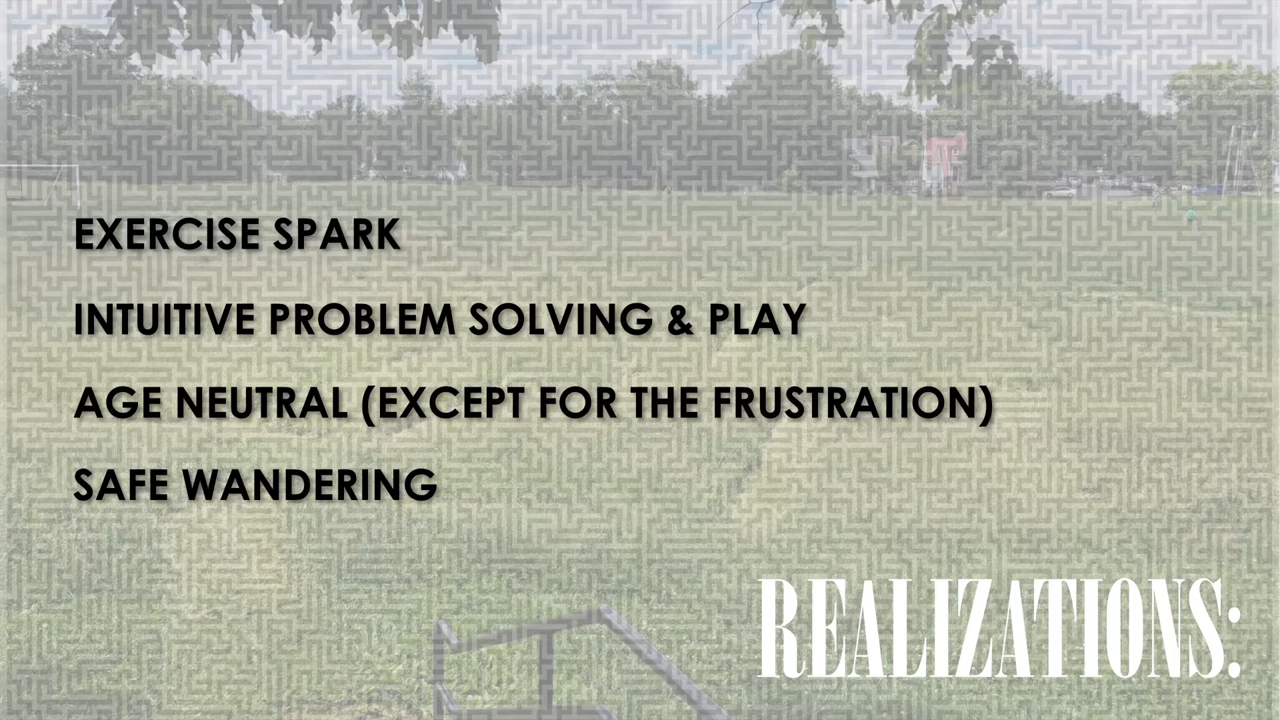 EXERCISE SPARK
INTUITIVE PROBLEM SOLVING & PLAY
AGE NEUTRAL (EXCEPT FOR THE FRUSTRATION)
SAFE WANDERING
REALIZATIONS: